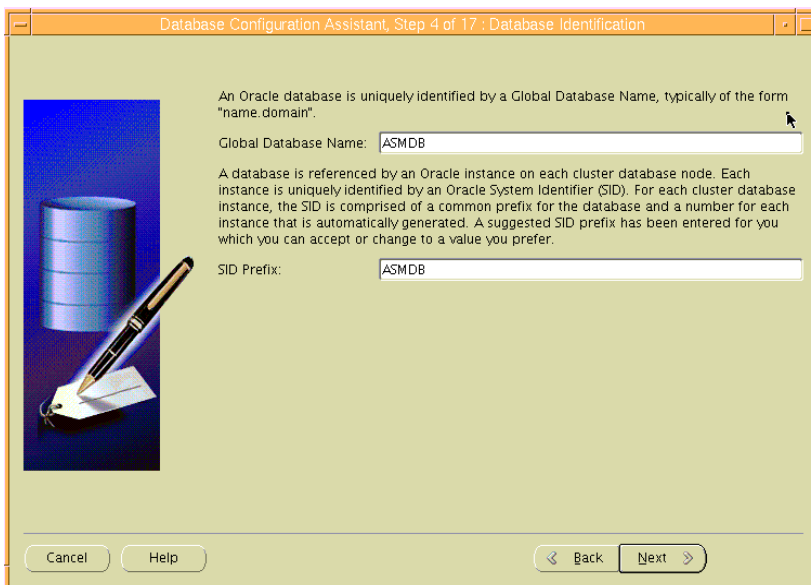 Database Configuration Assistant, Step 4 of 17 : Database Identification
An Oracle database is uniquely identified by a Global Database Name, typically of the form
"name.domain".
Global Database Name: ASMDB
A database is referenced by an Oracle instance on each cluster database node. Each
instance is uniquely identified by an Oracle System Identifier (SID). For each cluster database
instance, the SID is comprised of a common prefix for the database and a number for each
instance that is automatically generated. A suggested SID prefix has been entered for you
which you can accept or change to a value you prefer.
SID Prefix: ASMDB
Cancel Help Back Next